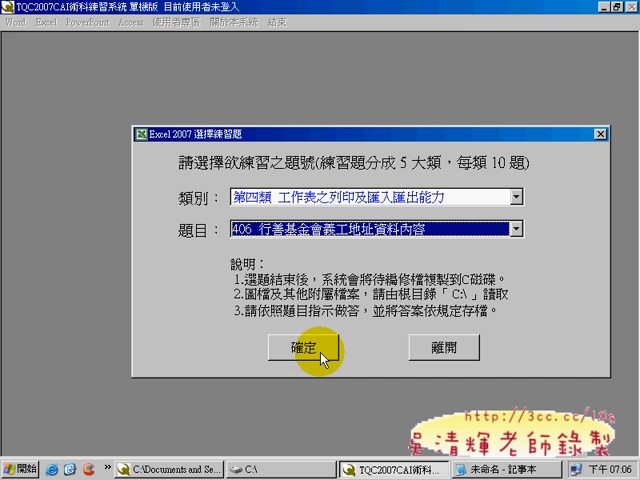 TQC2007CAI術科練習系統 單機版 目前使用者未登入
Word Excel PowerPoint Access 使用者專區 關於本系統 結束
Excel 2007 選擇練習題
請選擇欲練習之題號(練習題分成 5 大類，每類 10 題)
類別： 第四類 工作表之列印及匯入匯出能力
題目： 406 行善基金會義工地址資料內容
說明：
1.選題結束後，系統會將待編修檔複製到C磁碟。
2.圖檔及其他附屬檔案，請由根目錄「 C:\ 」讀取
3.請依照題目指示做答，並將答案依規定存檔。
確定 離開
http://3cc.cc/10g
吳清輝老師錄製
開始 » C:\Documents and Se... C:\ TQC2007CAI術科... 未命名 - 記事本 下午 07:06